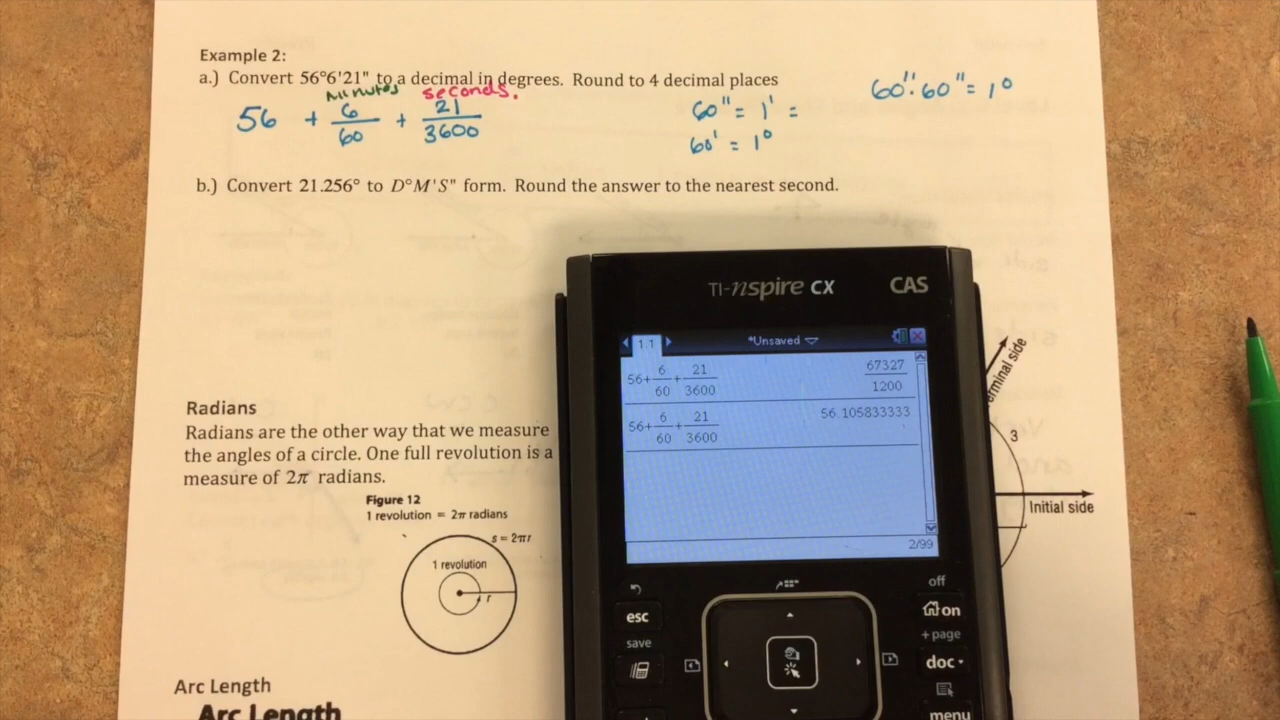 Example 2:
a.) Convert 56°6'21" to a decimal in degrees. Round to 4 decimal places
minutes seconds.
56 + 6/60 + 21/3600
60" = 1' =
60' = 1°
60"·60" = 1°
b.) Convert 21.256° to D°M'S" form. Round the answer to the nearest second.
TI-nspire CX CAS
1.1 *Unsaved
56+6/60+21/3600 67327/1200
56+6/60+21/3600 56.105833333
2/99
Radians
Radians are the other way that we measure
the angles of a circle. One full revolution is a
measure of 2π radians.
Figure 12
1 revolution = 2π radians
s = 2πr
1 revolution
r
3
Initial side
esc
save
off
on
+ page
doc
menu
Arc Length
Arc Length